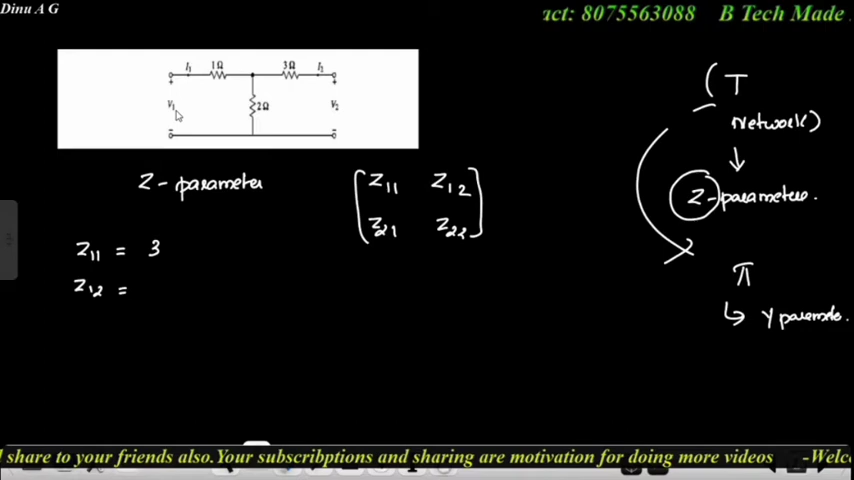 Dinu A G
act: 8075563088 B Tech Made
I1 1Ω 3Ω I2
+ +
V1 2Ω V2
- -
(T
Network)
Z-parameter
Z11 Z12
Z21 Z22
Z-parameters.
Z11 = 3
Z12 =
π
↳ Y paramete.
share to your friends also.Your subscribptions and sharing are motivation for doing more videos -Welc